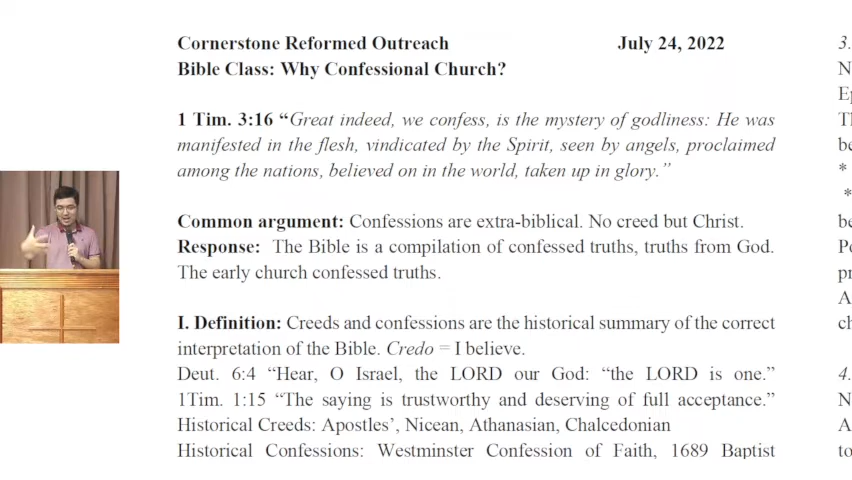 Cornerstone Reformed Outreach July 24, 2022
Bible Class: Why Confessional Church?
1 Tim. 3:16 “Great indeed, we confess, is the mystery of godliness: He was
manifested in the flesh, vindicated by the Spirit, seen by angels, proclaimed
among the nations, believed on in the world, taken up in glory.”
Common argument: Confessions are extra-biblical. No creed but Christ.
Response: The Bible is a compilation of confessed truths, truths from God.
The early church confessed truths.
I. Definition: Creeds and confessions are the historical summary of the correct
interpretation of the Bible. Credo = I believe.
Deut. 6:4 “Hear, O Israel, the LORD our God: “the LORD is one.”
1Tim. 1:15 “The saying is trustworthy and deserving of full acceptance.”
Historical Creeds: Apostles’, Nicean, Athanasian, Chalcedonian
Historical Confessions: Westminster Confession of Faith, 1689 Baptist
3.
*
*
4.
to